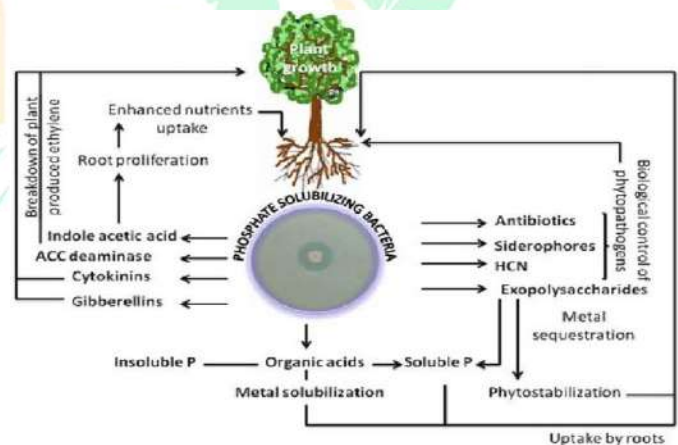 Plant
growth
Enhanced nutrients
uptake
Root proliferation
Breakdown of plant
produced ethylene
Indole acetic acid
ACC deaminase
Cytokinins
Gibberellins
PHOSPHATE SOLUBILIZING BACTERIA
Antibiotics
Siderophores
HCN
Exopolysaccharides
Biological control of
phytopathogens
Metal
sequestration
Insoluble P
Organic acids
Soluble P
Metal solubilization
Phytostabilization
Uptake by roots